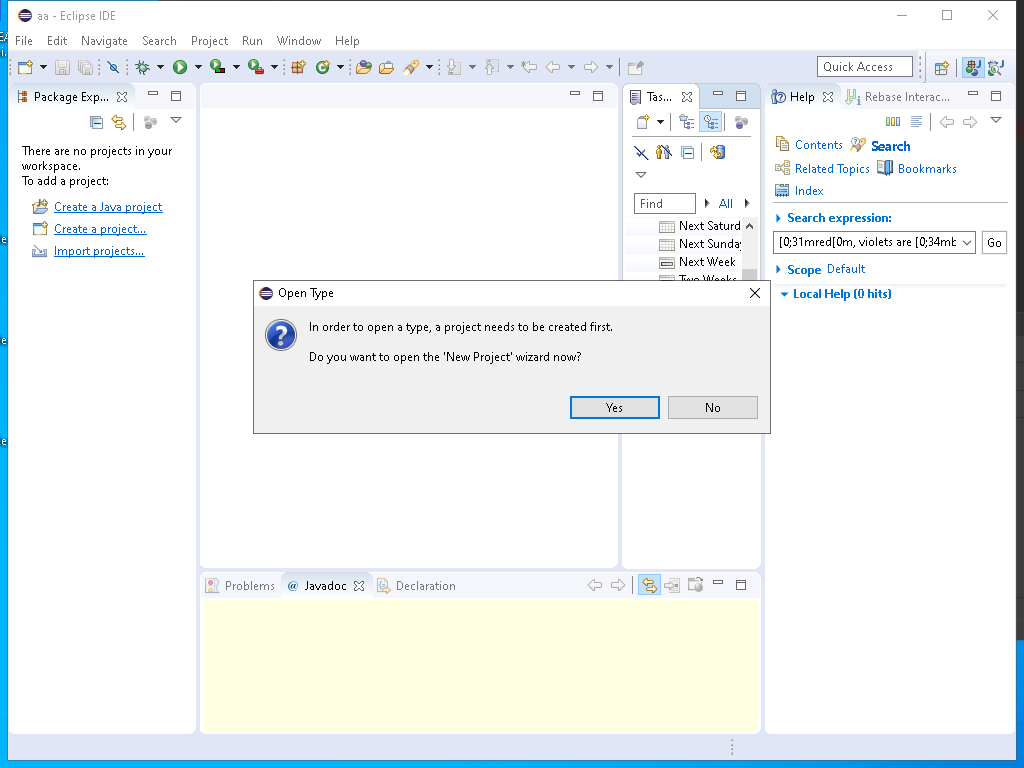 aa - Eclipse IDE
File Edit Navigate Search Project Run Window Help
Quick Access
Package Exp...
There are no projects in your
workspace.
To add a project:
Create a Java project
Create a project...
Import projects...
Tas...
Find
All
Next Saturd
Next Sunday
Next Week
Two Weeks
Help
Rebase Interac...
Contents
Search
Related Topics
Bookmarks
Index
Search expression:
[0;31mred[0m, violets are [0;34mb
Go
Scope Default
Local Help (0 hits)
Open Type
In order to open a type, a project needs to be created first.
Do you want to open the 'New Project' wizard now?
Yes
No
Problems
@ Javadoc
Declaration